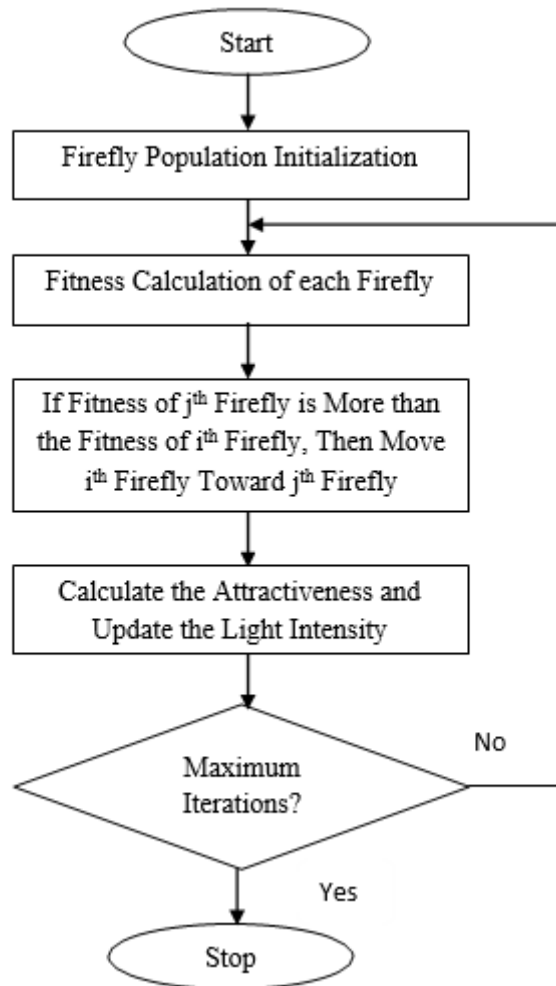 Start
Firefly Population Initialization
Fitness Calculation of each Firefly
If Fitness of jth Firefly is More than
the Fitness of ith Firefly, Then Move
ith Firefly Toward jth Firefly
Calculate the Attractiveness and
Update the Light Intensity
Maximum
Iterations?
No
Yes
Stop